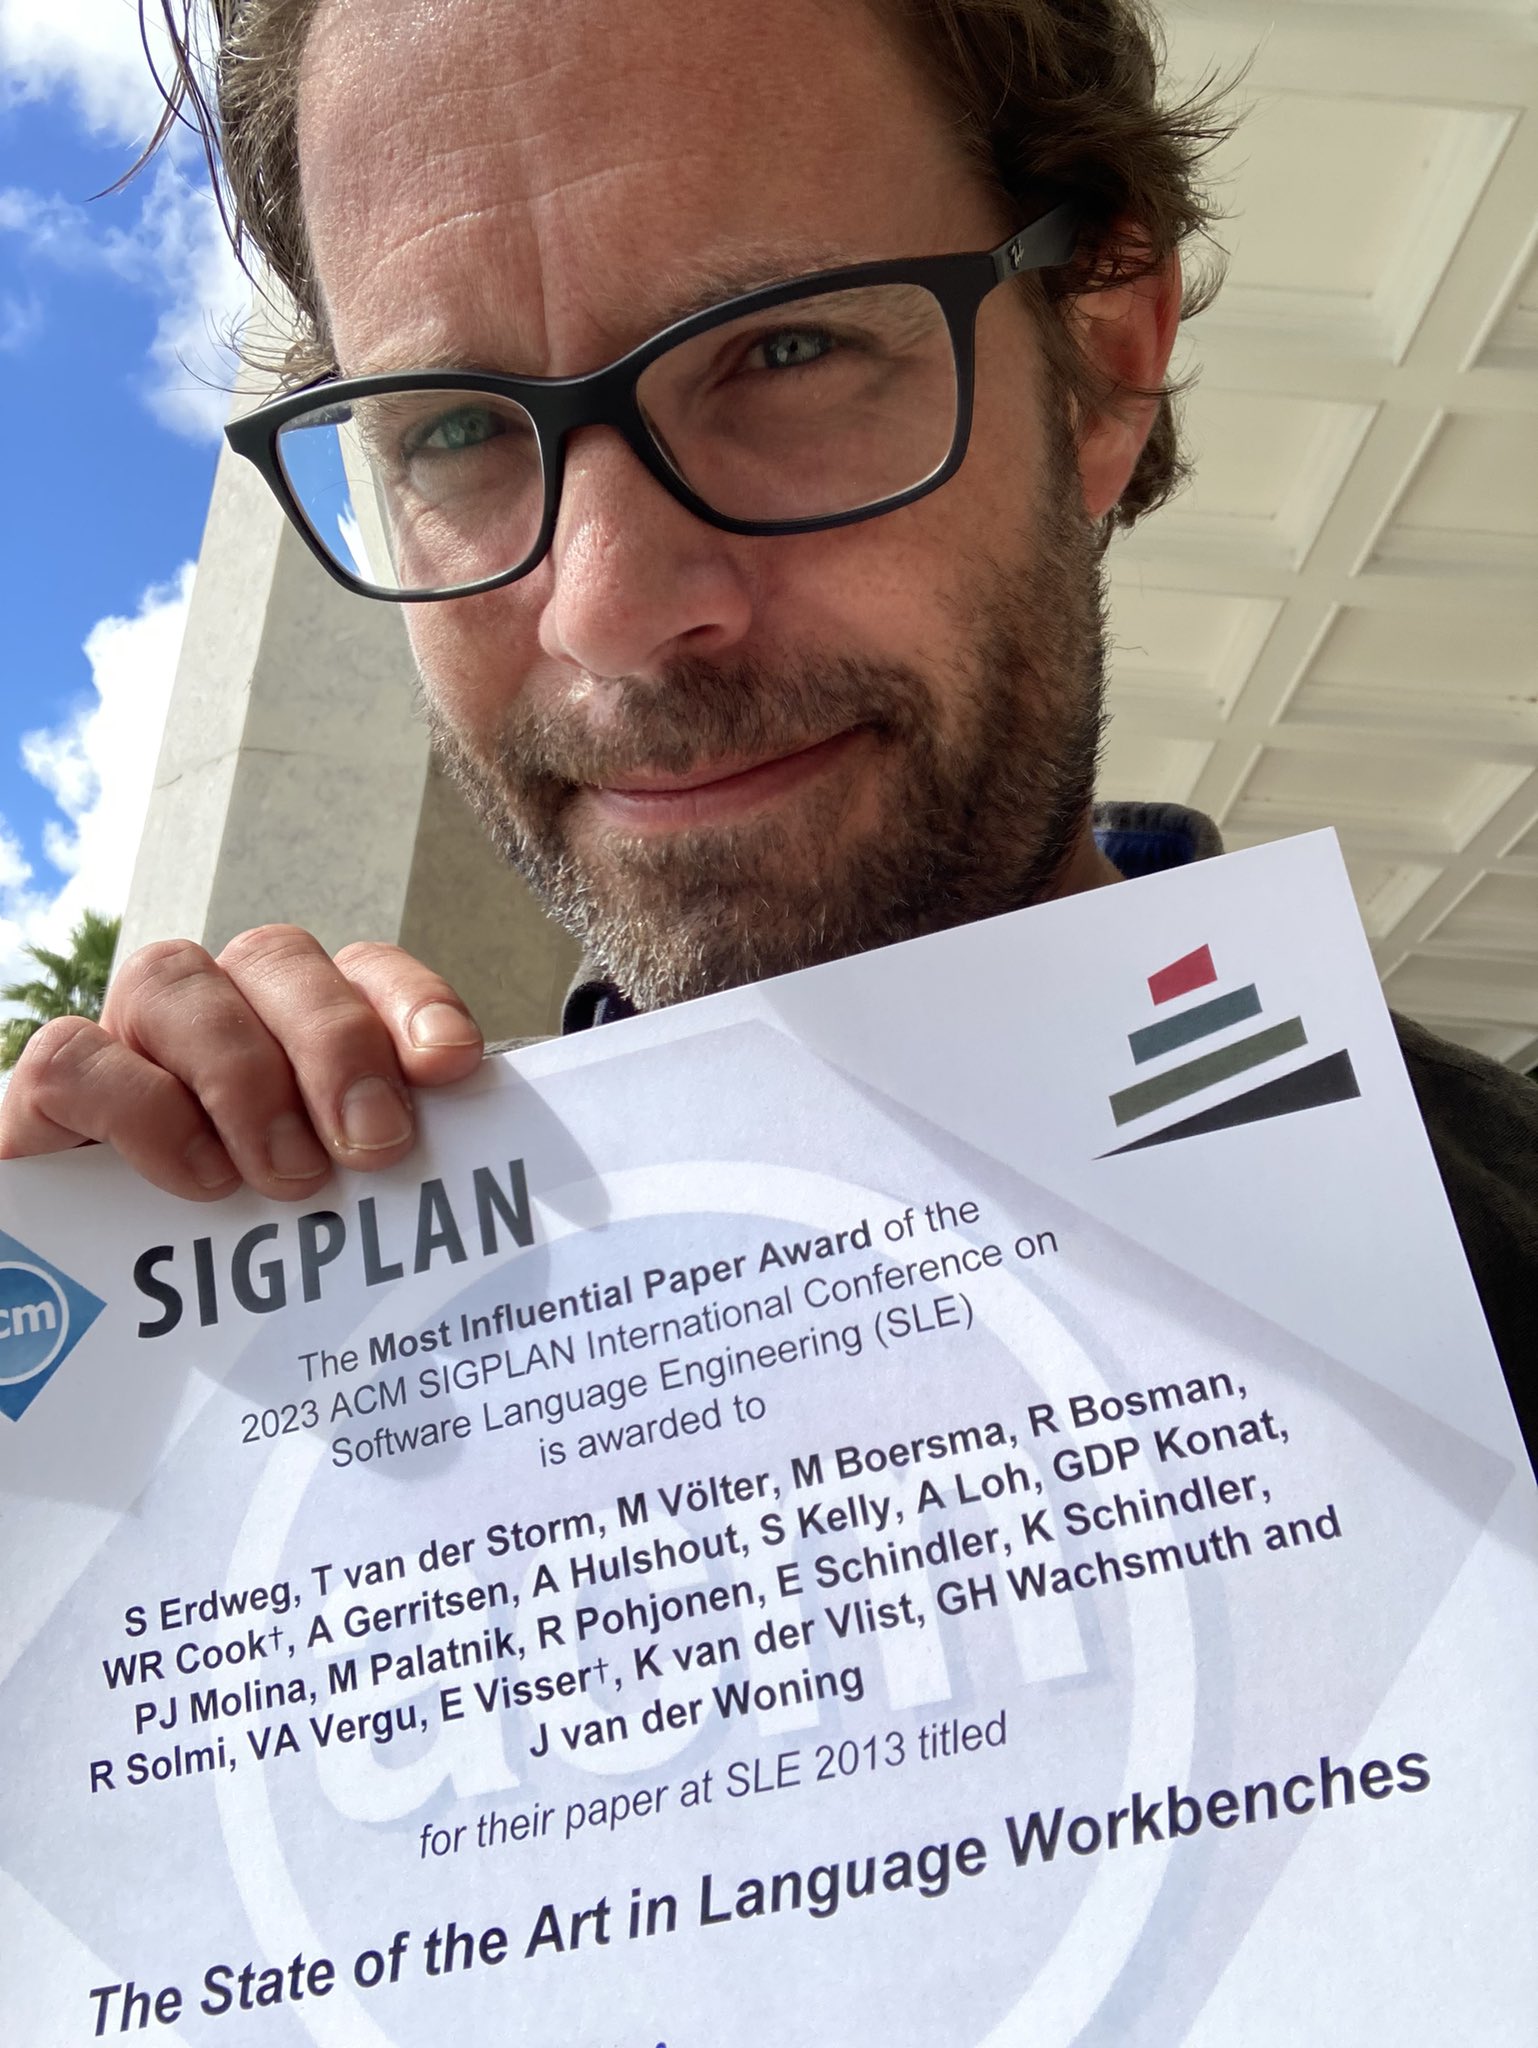 SIGPLAN
cm
The Most Influential Paper Award of the
2023 ACM SIGPLAN International Conference on
Software Language Engineering (SLE)
is awarded to
S Erdweg, T van der Storm, M Völter, M Boersma, R Bosman,
WR Cook†, A Gerritsen, A Hulshout, S Kelly, A Loh, GDP Konat,
PJ Molina, M Palatnik, R Pohjonen, E Schindler, K Schindler,
R Solmi, VA Vergu, E Visser†, K van der Vlist, GH Wachsmuth and
J van der Woning
for their paper at SLE 2013 titled
The State of the Art in Language Workbenches
acm